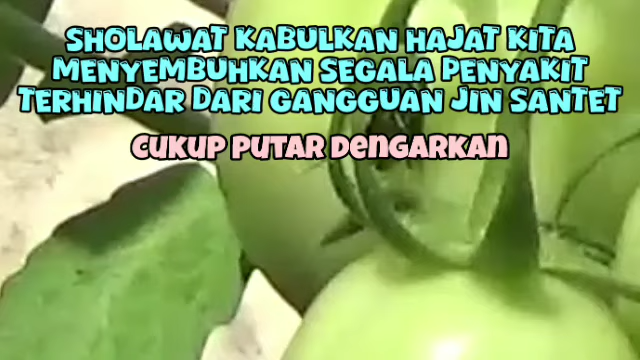 SHOLAWAT KABULKAN HAJAT KITA
MENYEMBUHKAN SEGALA PENYAKIT
TERHINDAR DARI GANGGUAN JIN SANTET
CUKUP PUTAR DENGARKAN